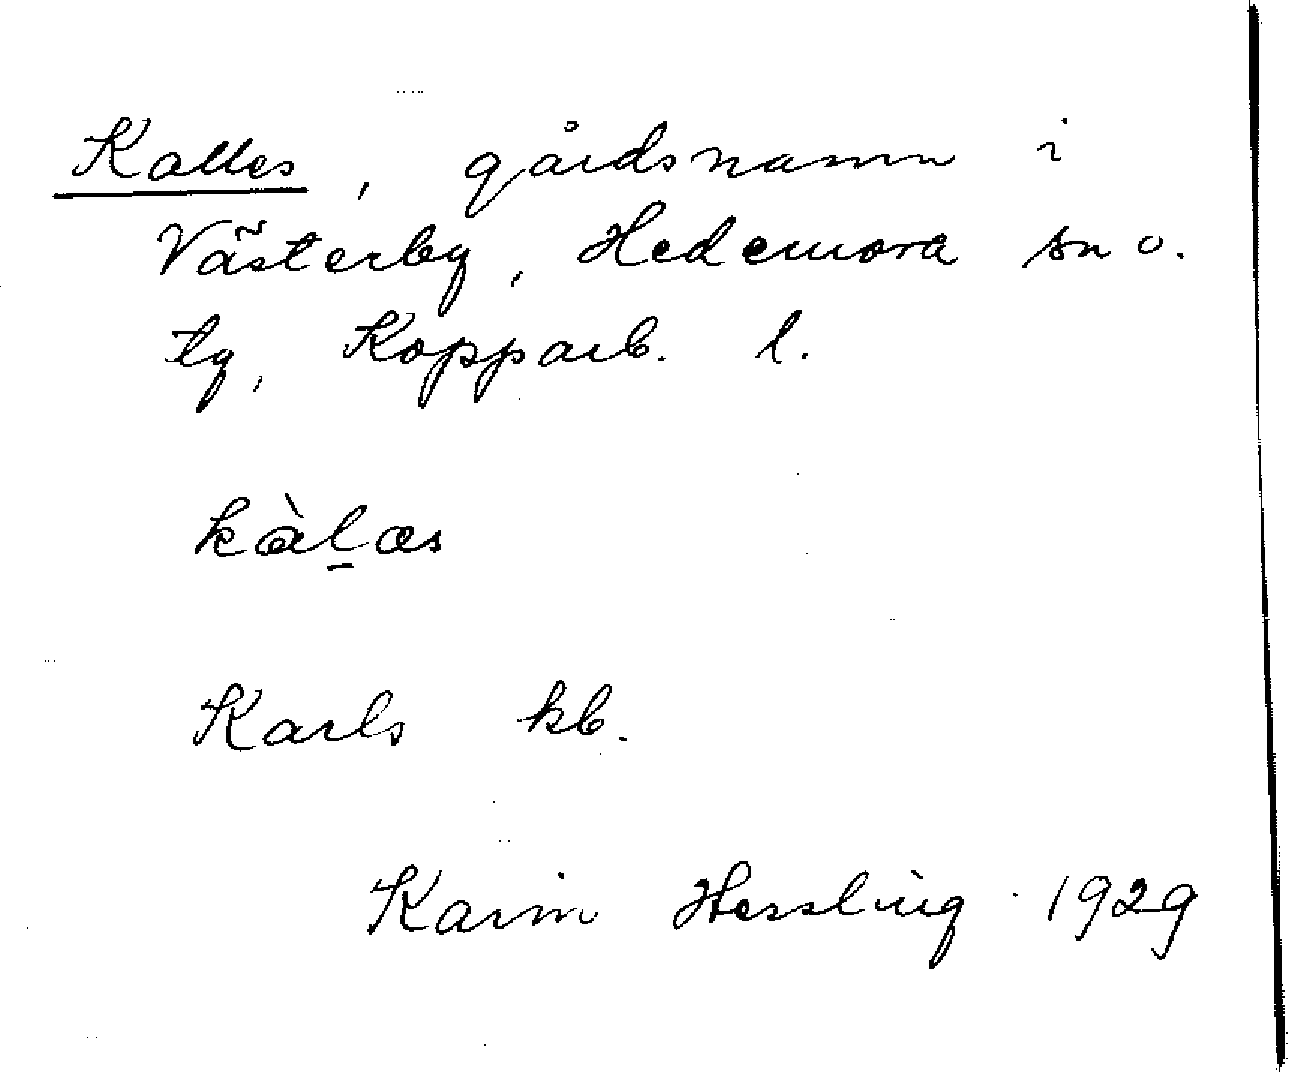 Kalles, gårdsnamn i
Västerby, Hedemora sn o.
tg, Kopparb. l.
kàl̠æs
Karls kb.
Karin Hessling 1929